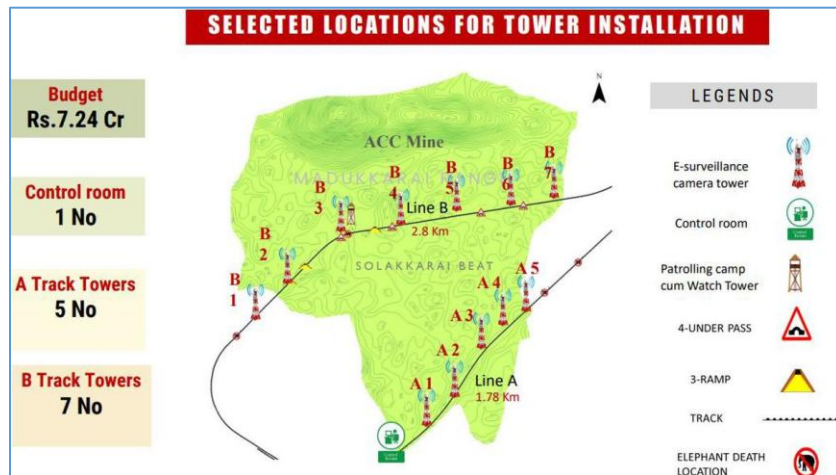 SELECTED LOCATIONS FOR TOWER INSTALLATION
Budget
Rs.7.24 Cr
Control room
1 No
A Track Towers
5 No
B Track Towers
7 No
N
ACC Mine
B
1
B
2
B
3
B
4
B
5
B
6
B
7
Line B
2.8 Km
SOLAKKARAI BEAT
A 1
A 2
A 3
A 4
A 5
Line A
1.78 Km
LEGENDS
E-surveillance
camera tower
Control room
Patrolling camp
cum Watch Tower
4-UNDER PASS
3-RAMP
TRACK
ELEPHANT DEATH
LOCATION